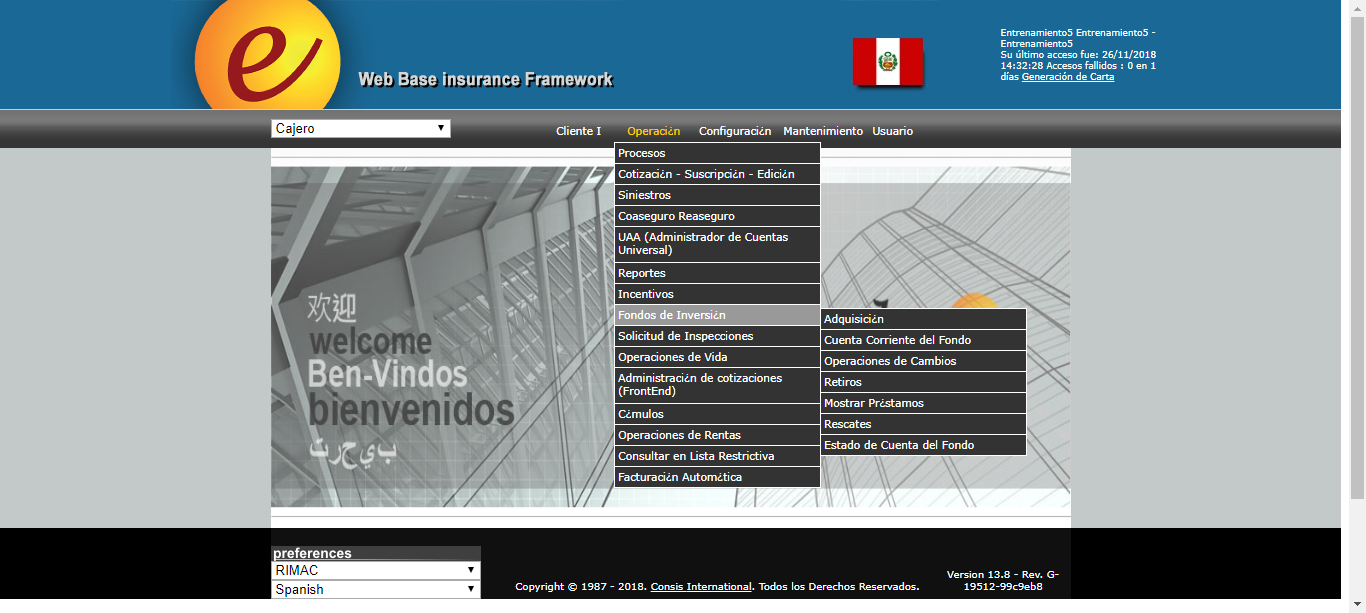 e
Web Base insurance Framework
Entrenamiento5 Entrenamiento5 -
Entrenamiento5
Su último acceso fue: 26/11/2018
14:32:28 Accesos fallidos : 0 en 1
días Generación de Carta
Cajero
Cliente I Operaci¿n Configuraci¿n Mantenimiento Usuario
Procesos
Cotizaci¿n - Suscripci¿n - Edici¿n
Siniestros
Coaseguro Reaseguro
UAA (Administrador de Cuentas
Universal)
Reportes
Incentivos
Fondos de Inversi¿n
Solicitud de Inspecciones
Operaciones de Vida
Administraci¿n de cotizaciones
(FrontEnd)
C¿mulos
Operaciones de Rentas
Consultar en Lista Restrictiva
Facturaci¿n Autom¿tica
Adquisici¿n
Cuenta Corriente del Fondo
Operaciones de Cambios
Retiros
Mostrar Pr¿stamos
Rescates
Estado de Cuenta del Fondo
欢迎
welcome
Ben-Vindos
bienvenidos
ب‍ي‍ح‍ر‍ت
preferences
RIMAC
Spanish
Copyright © 1987 - 2018. Consis International. Todos los Derechos Reservados.
Version 13.8 - Rev. G-
19512-99c9eb8